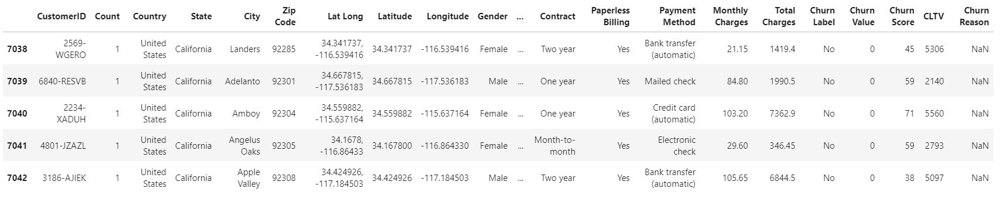 CustomerID Count Country State City Zip Code Lat Long Latitude Longitude Gender ... Contract Paperless Billing Payment Method Monthly Charges Total Charges Churn Label Churn Value Churn Score CLTV Churn Reason
7038 2569-WGERO 1 United States California Landers 92285 34.341737, -116.539416 34.341737 -116.539416 Female ... Two year Yes Bank transfer (automatic) 21.15 1419.4 No 0 45 5306 NaN
7039 6840-RESVB 1 United States California Adelanto 92301 34.667815, -117.536183 34.667815 -117.536183 Male ... One year Yes Mailed check 84.80 1990.5 No 0 59 2140 NaN
7040 2234-XADUH 1 United States California Amboy 92304 34.559882, -115.637164 34.559882 -115.637164 Female ... One year Yes Credit card (automatic) 103.20 7362.9 No 0 71 5560 NaN
7041 4801-JZAZL 1 United States California Angelus Oaks 92305 34.1678, -116.86433 34.167800 -116.864330 Female ... Month-to-month Yes Electronic check 29.60 346.45 No 0 59 2793 NaN
7042 3186-AJIEK 1 United States California Apple Valley 92308 34.424926, -117.184503 34.424926 -117.184503 Male ... Two year Yes Bank transfer (automatic) 105.65 6844.5 No 0 38 5097 NaN